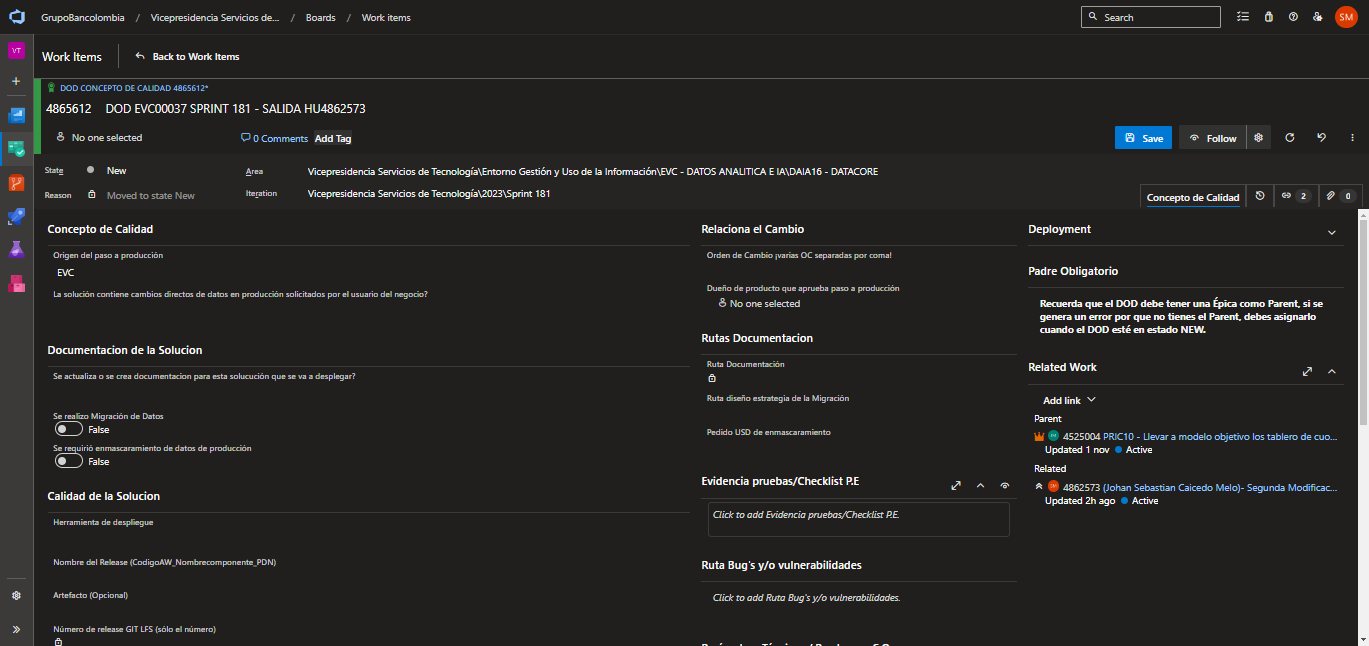 GrupoBancolombia / Vicepresidencia Servicios de... / Boards / Work items
Search
SM
VT
Work Items
Back to Work Items
DOD CONCEPTO DE CALIDAD 4865612*
4865612 DOD EVC00037 SPRINT 181 - SALIDA HU4862573
No one selected
0 Comments
Add Tag
Save
Follow
State
New
Area
Vicepresidencia Servicios de Tecnología\Entorno Gestión y Uso de la Información\EVC - DATOS ANALITICA E IA\DAIA16 - DATACORE
Reason
Moved to state New
Iteration
Vicepresidencia Servicios de Tecnología\2023\Sprint 181
Concepto de Calidad
2
0
Concepto de Calidad
Origen del paso a producción
EVC
La solución contiene cambios directos de datos en producción solicitados por el usuario del negocio?
Documentacion de la Solucion
Se actualiza o se crea documentacion para esta solucución que se va a desplegar?
Se realizo Migración de Datos
False
Se requirió enmascaramiento de datos de producción
False
Calidad de la Solucion
Herramienta de despliegue
Nombre del Release (CodigoAW_Nombrecomponente_PDN)
Artefacto (Opcional)
Número de release GIT LFS (sólo el número)
Relaciona el Cambio
Orden de Cambio ¡varias OC separadas por coma!
Dueño de producto que aprueba paso a producción
No one selected
Rutas Documentacion
Ruta Documentación
Ruta diseño estrategia de la Migración
Pedido USD de enmascaramiento
Evidencia pruebas/Checklist P.E
Click to add Evidencia pruebas/Checklist P.E.
Ruta Bug's y/o vulnerabilidades
Click to add Ruta Bug's y/o vulnerabilidades.
Deployment
Padre Obligatorio
Recuerda que el DOD debe tener una Épica como Parent, si se
genera un error por que no tienes el Parent, debes asignarlo
cuando el DOD esté en estado NEW.
Related Work
Add link
Parent
4525004 PRIC10 - Llevar a modelo objetivo los tablero de cuo...
Updated 1 nov
Active
Related
SM
4862573 (Johan Sebastian Caicedo Melo)- Segunda Modificac...
Updated 2h ago
Active